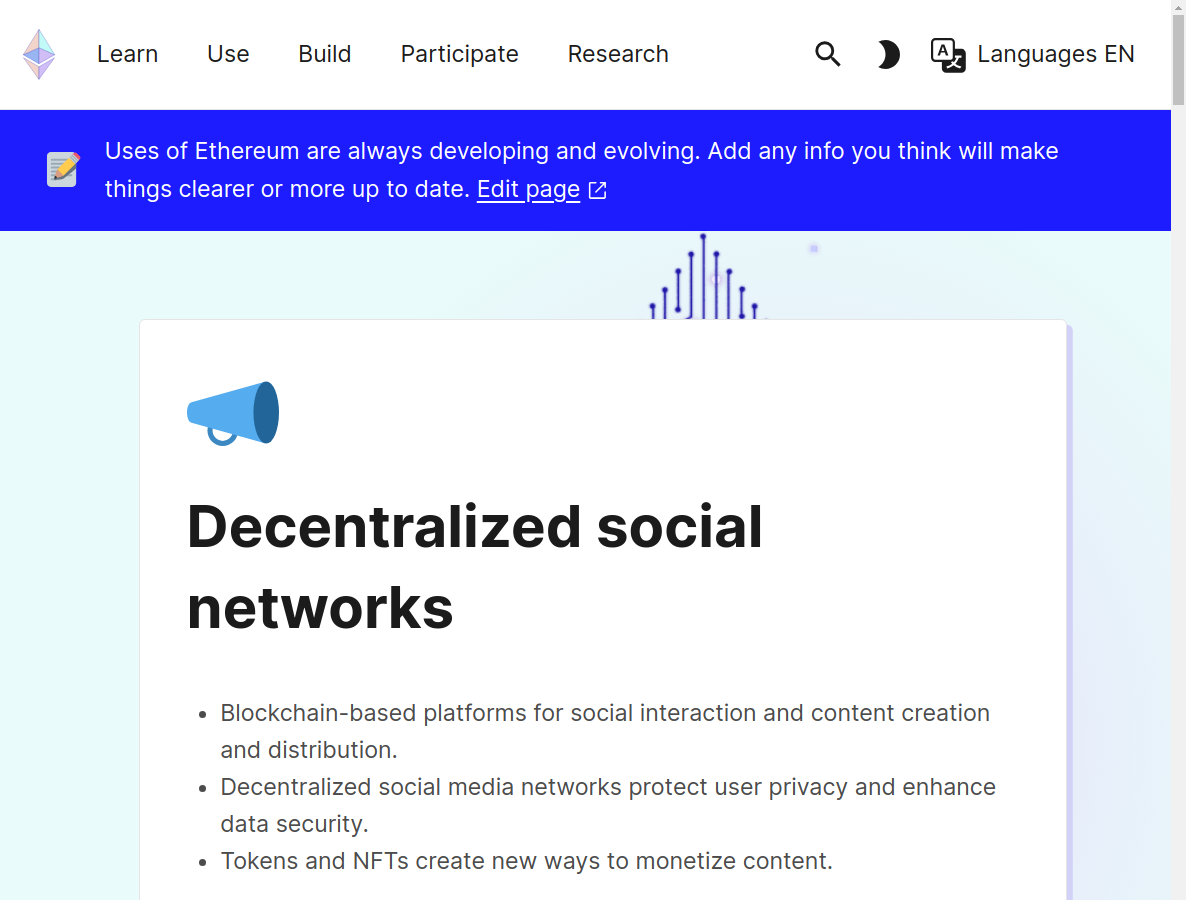 Learn
Use
Build
Participate
Research
Languages EN
Uses of Ethereum are always developing and evolving. Add any info you think will make
things clearer or more up to date. Edit page
Decentralized social
networks
Blockchain-based platforms for social interaction and content creation
and distribution.
Decentralized social media networks protect user privacy and enhance
data security.
Tokens and NFTs create new ways to monetize content.